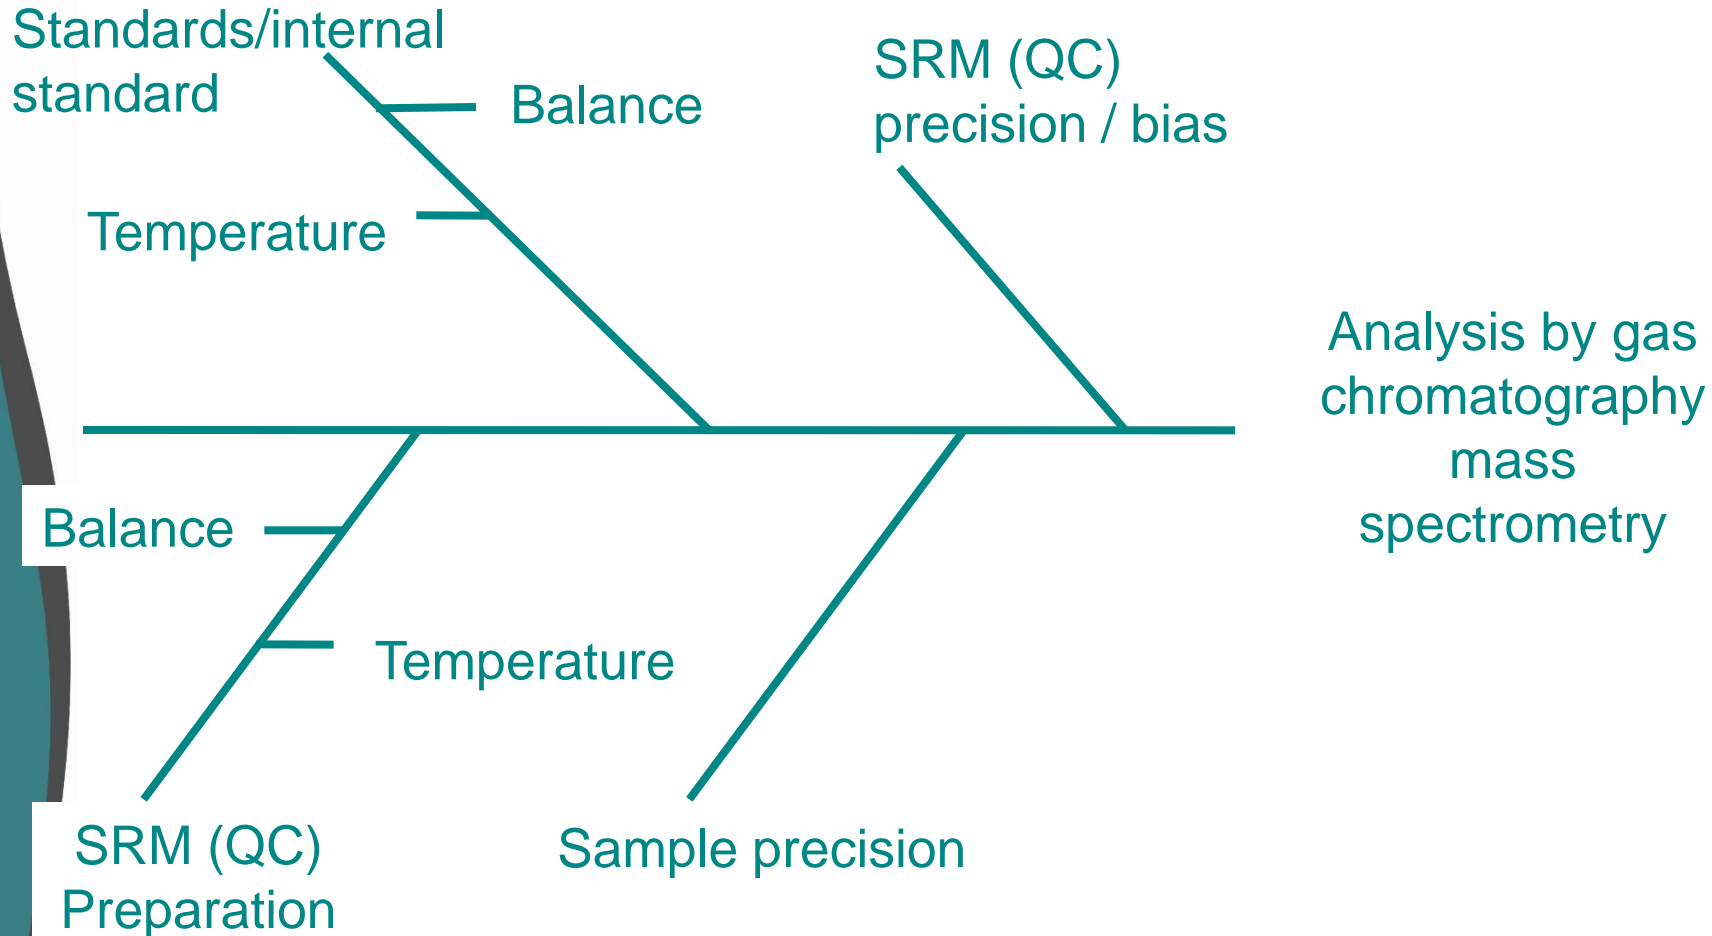 Standards/internal
standard
Balance
SRM (QC)
precision / bias
Temperature
Analysis by gas
chromatography
mass
spectrometry
Balance
Temperature
SRM (QC)
Preparation
Sample precision